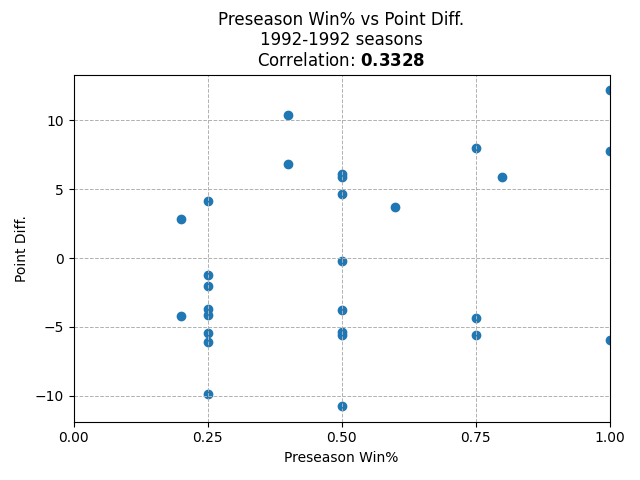 Preseason Win% vs Point Diff.
1992-1992 seasons
Correlation: 0.3328
10
5
0
−5
−10
Point Diff.
0.00
0.25
0.50
0.75
1.00
Preseason Win%